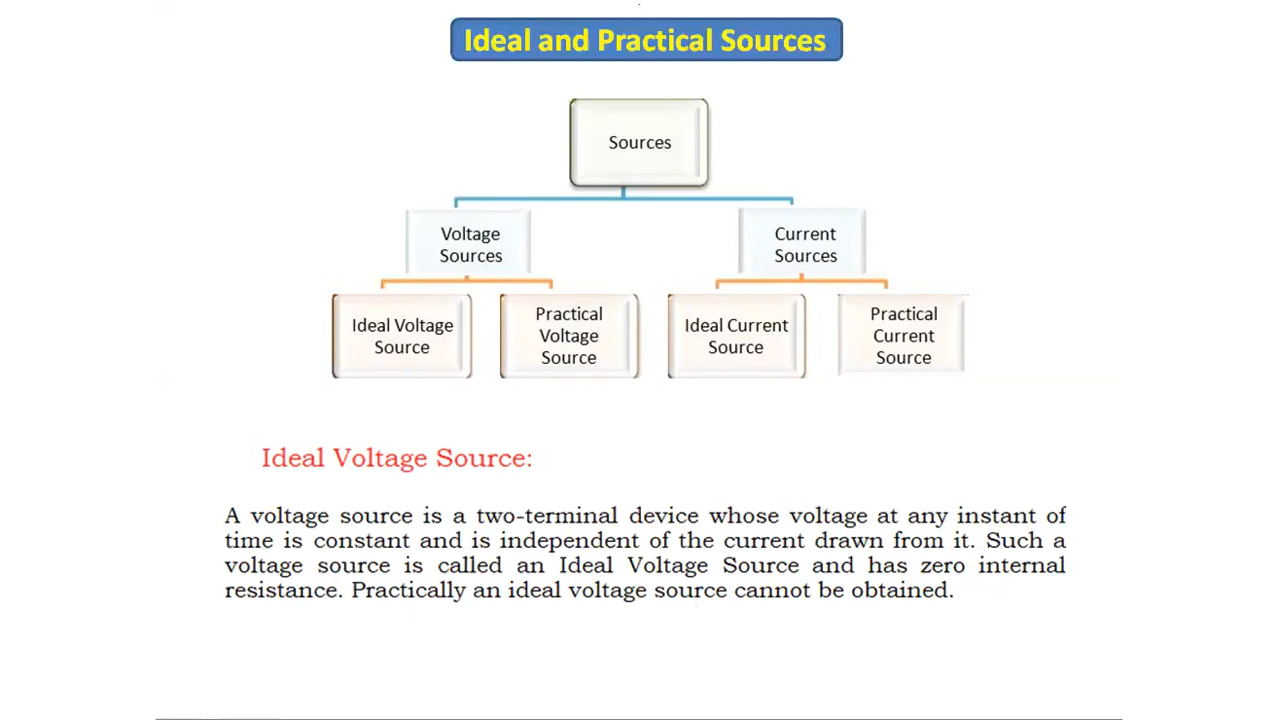 Ideal and Practical Sources
Sources
Voltage
Sources
Current
Sources
Ideal Voltage
Source
Practical
Voltage
Source
Ideal Current
Source
Practical
Current
Source
Ideal Voltage Source:
A voltage source is a two-terminal device whose voltage at any instant of
time is constant and is independent of the current drawn from it. Such a
voltage source is called an Ideal Voltage Source and has zero internal
resistance. Practically an ideal voltage source cannot be obtained.